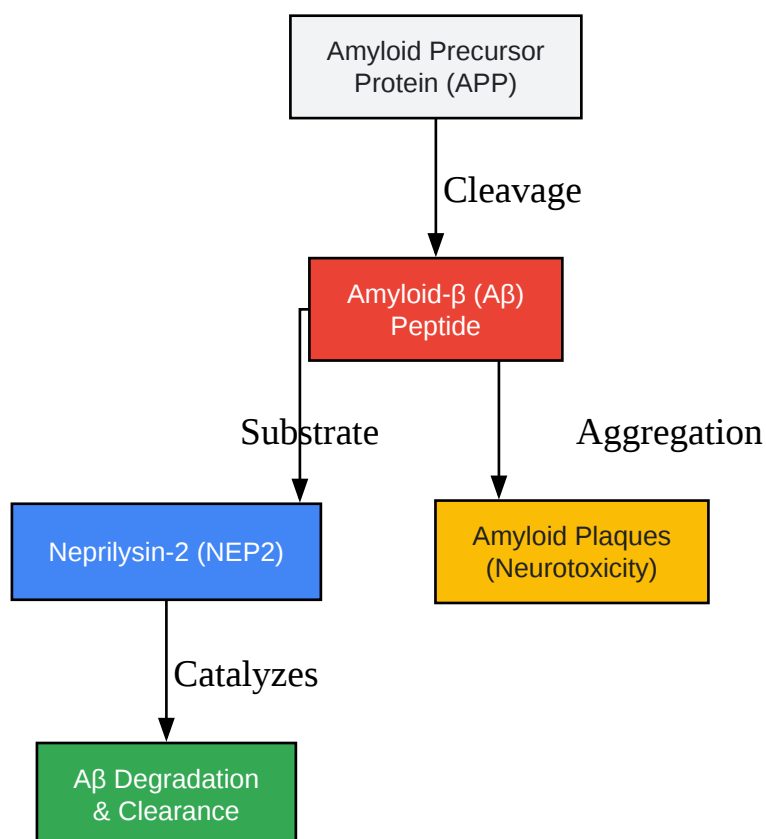 Amyloid Precursor
Protein (APP)
Cleavage
Amyloid-β (Aβ)
Peptide
Substrate
Aggregation
Neprilysin-2 (NEP2)
Amyloid Plaques
(Neurotoxicity)
Catalyzes
Aβ Degradation
& Clearance